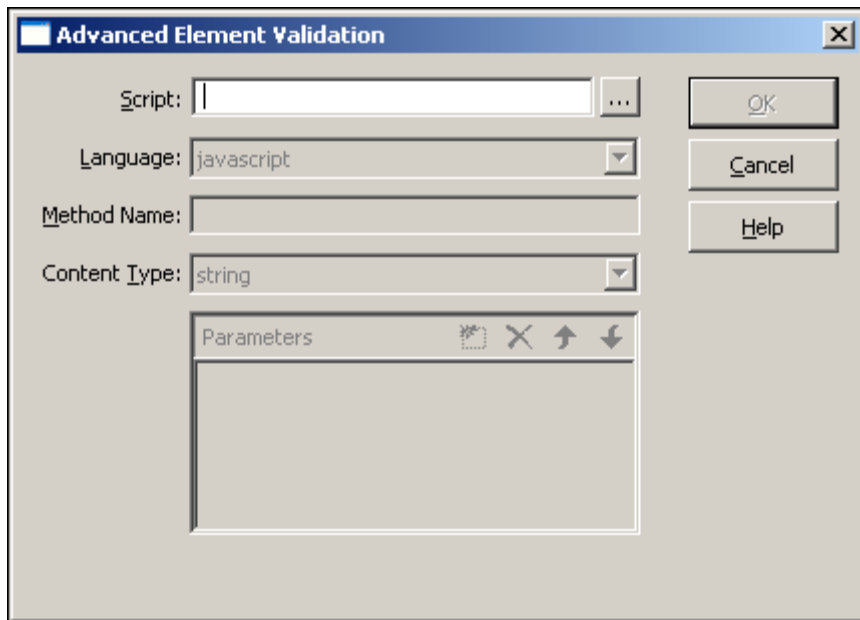 Advanced Element Validation
Script: ... OK
Language: javascript Cancel
Method Name: Help
Content Type: string
Parameters